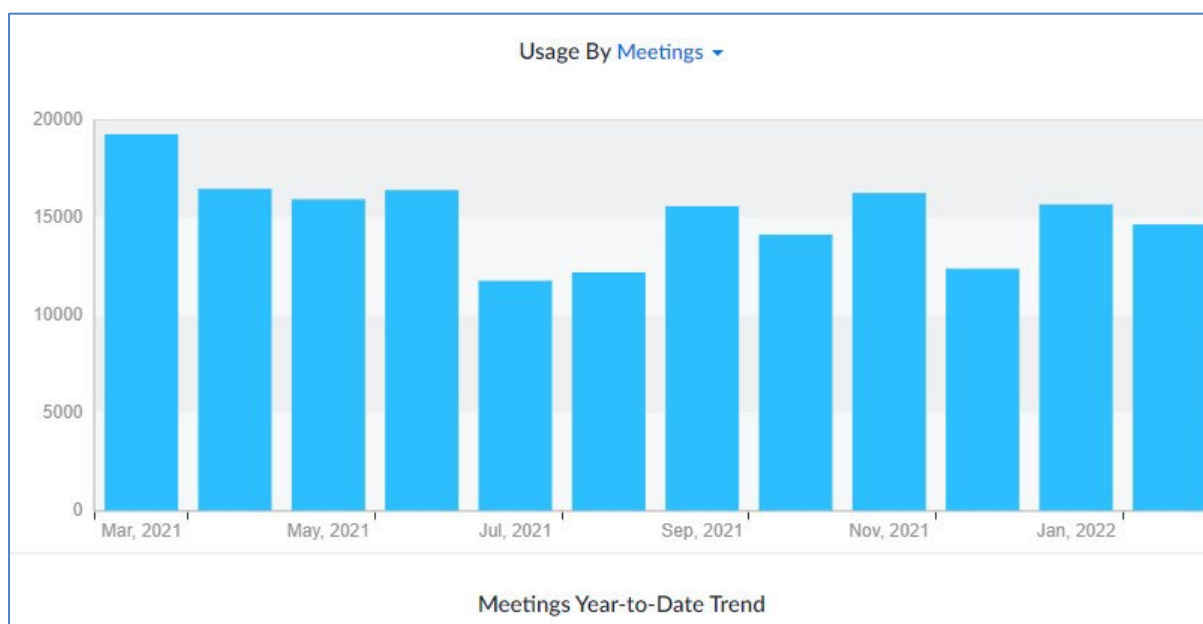 Usage By Meetings
20000
15000
10000
5000
0
Mar, 2021 May, 2021 Jul, 2021 Sep, 2021 Nov, 2021 Jan, 2022
Meetings Year-to-Date Trend